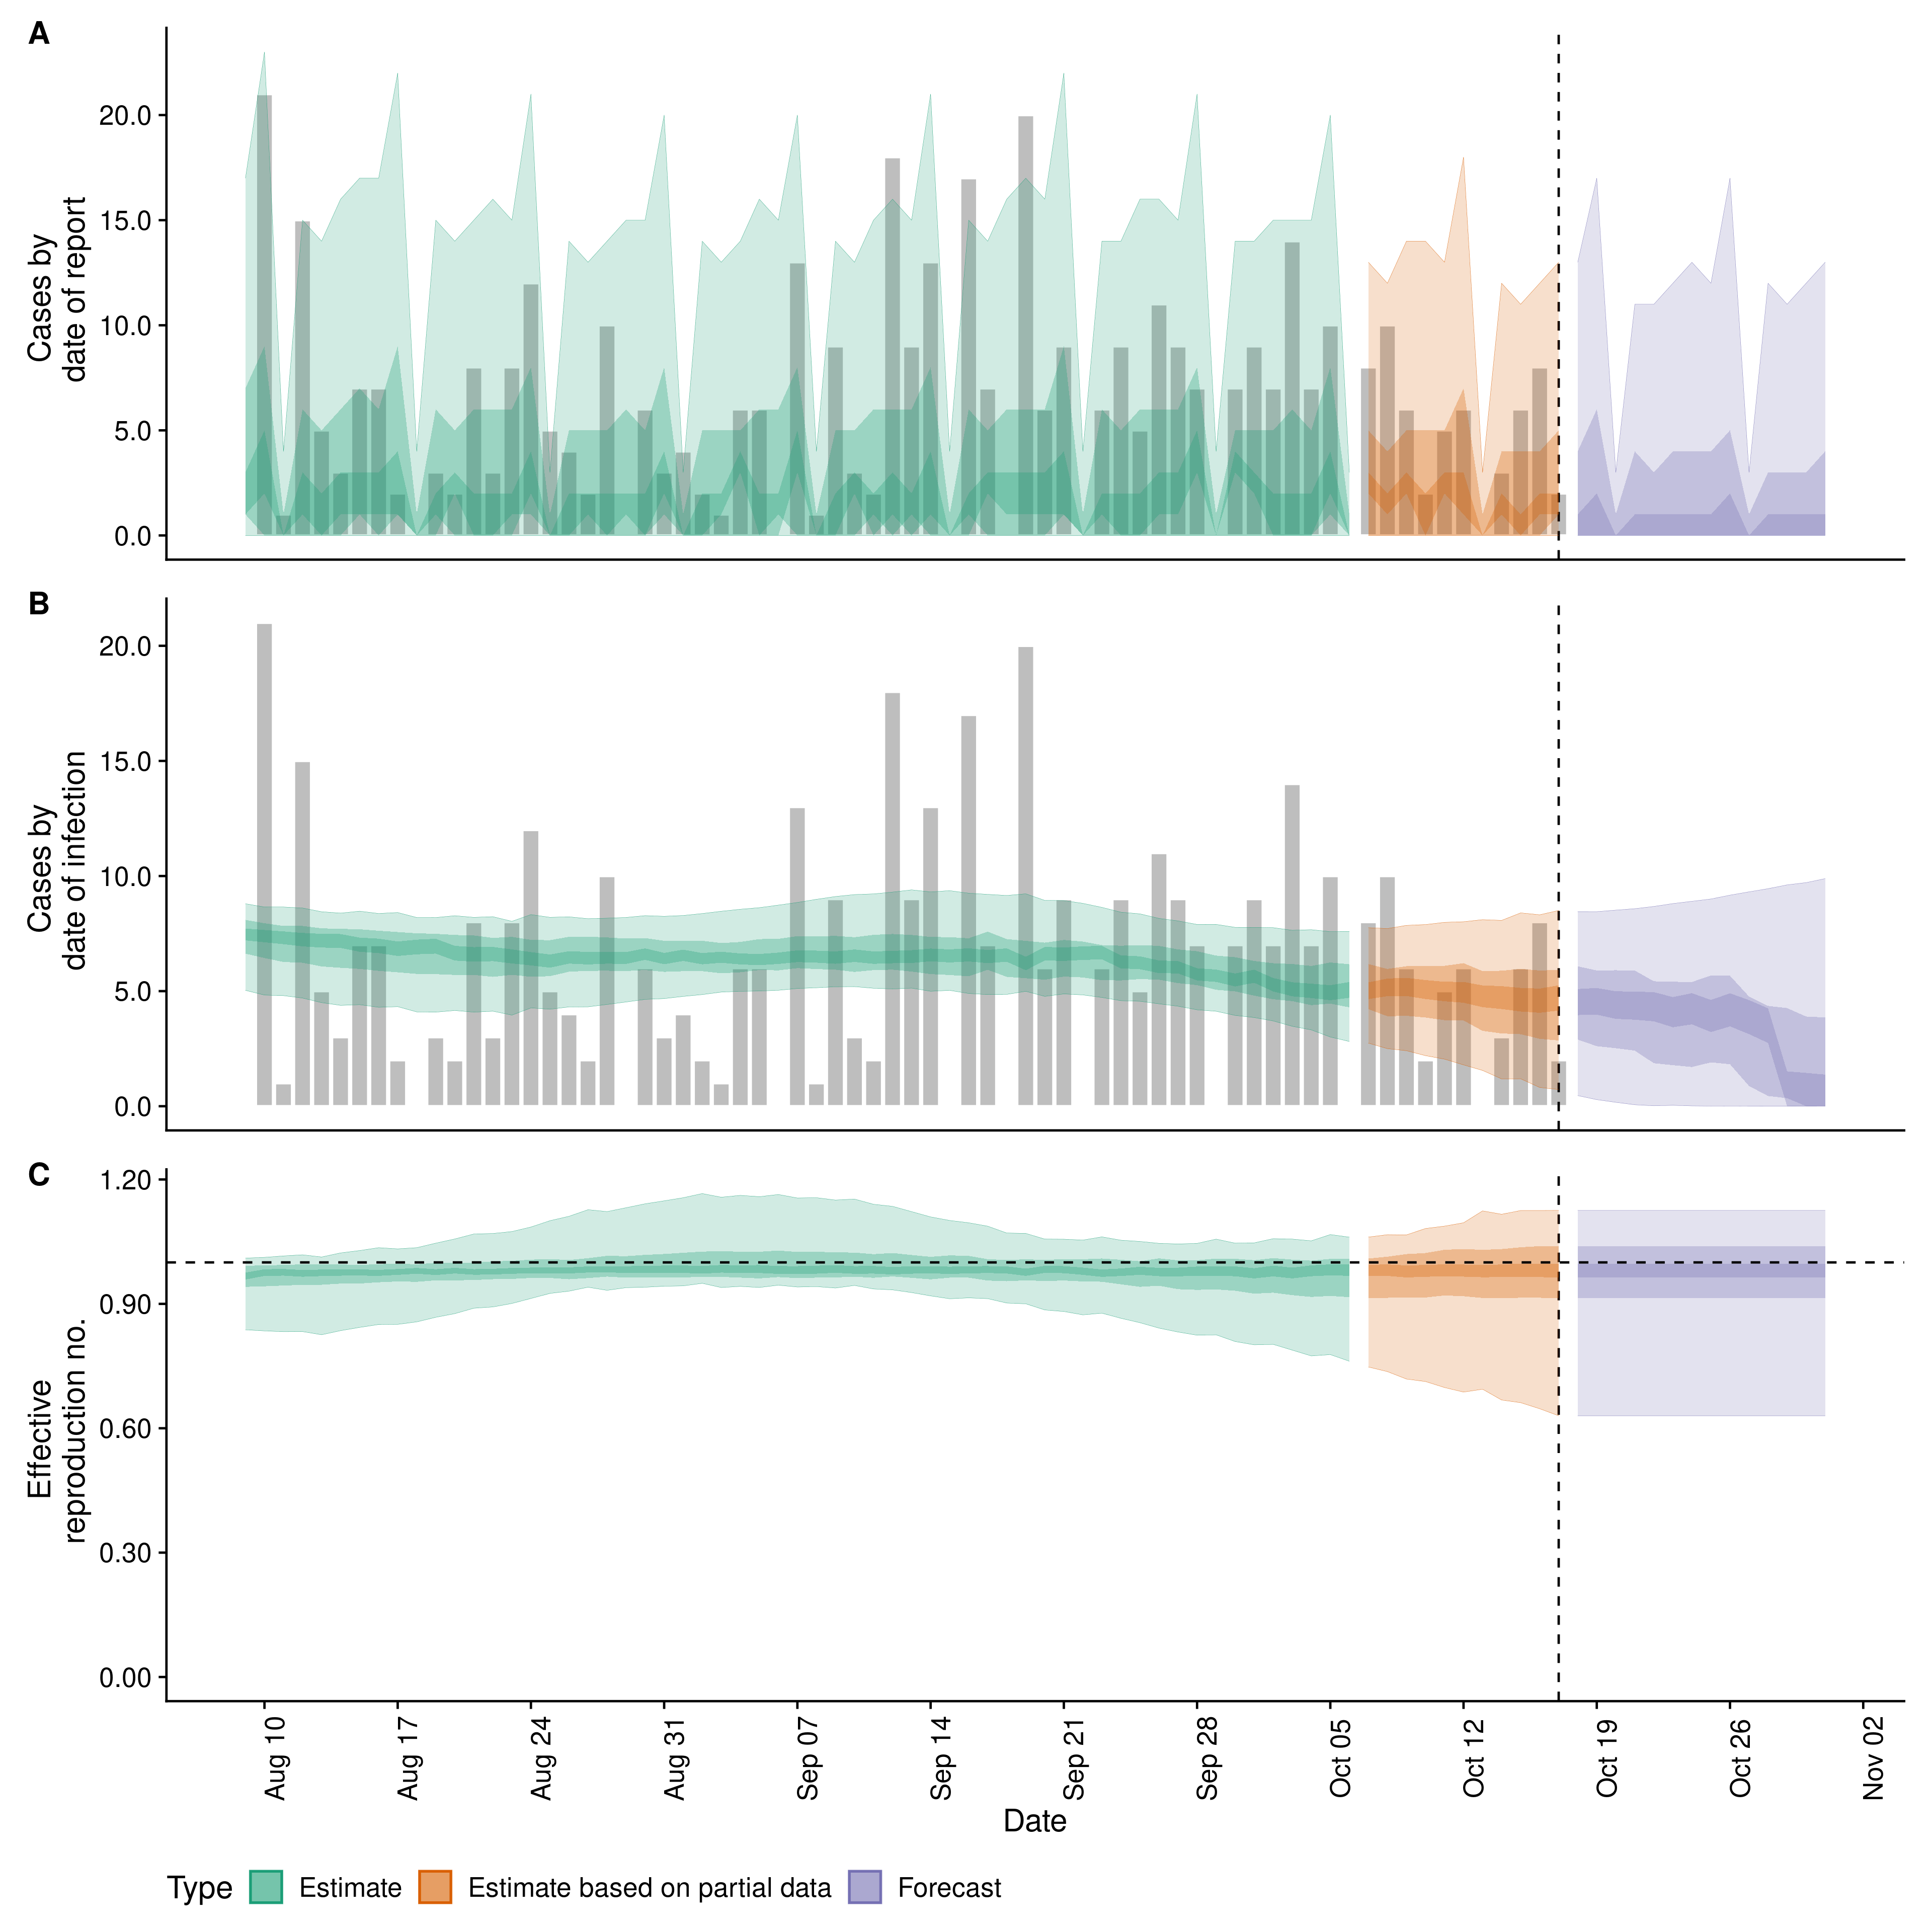 A
Cases by
date of report
20.0
15.0
10.0
5.0
0.0
B
Cases by
date of infection
20.0
15.0
10.0
5.0
0.0
C
Effective
reproduction no.
1.20
0.90
0.60
0.30
0.00
Aug 10
Aug 17
Aug 24
Aug 31
Sep 07
Sep 14
Sep 21
Sep 28
Oct 05
Oct 12
Oct 19
Oct 26
Nov 02
Date
Type Estimate Estimate based on partial data Forecast